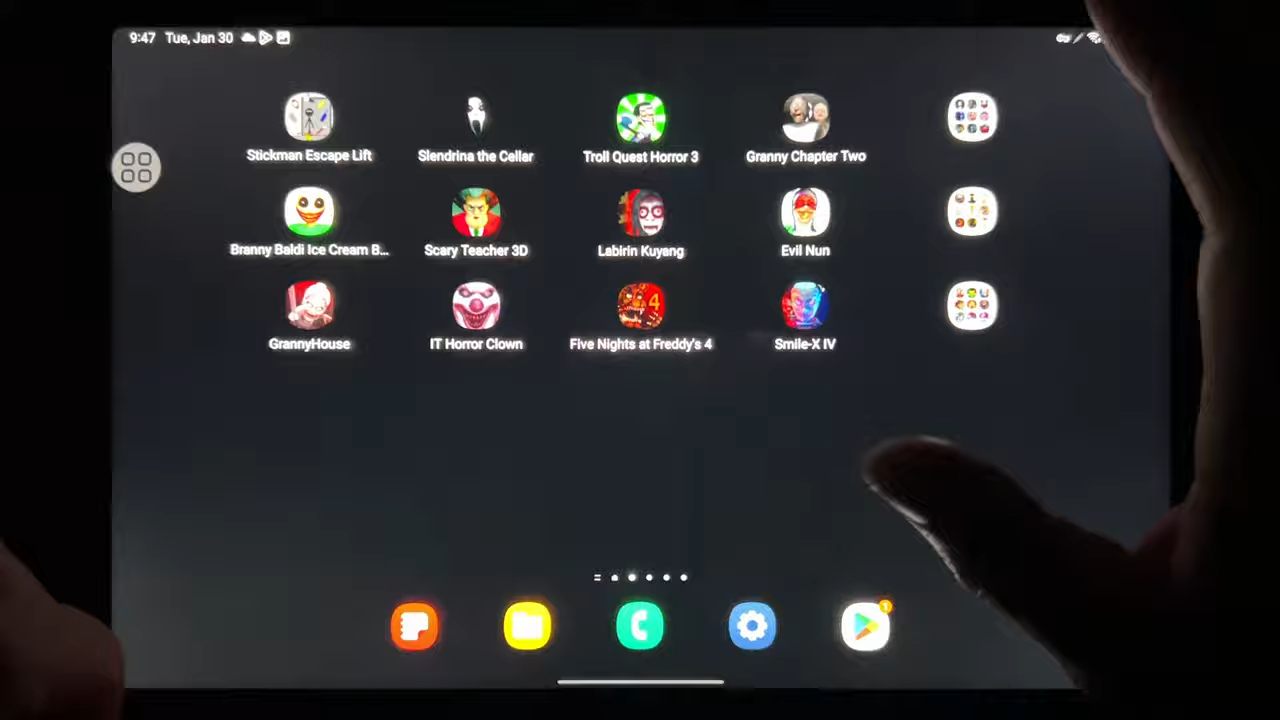 9:47 Tue, Jan 30
Stickman Escape Lift
Slendrina the Cellar
Troll Quest Horror 3
Granny Chapter Two
Branny Baldi Ice Cream B...
Scary Teacher 3D
Labirin Kuyang
Evil Nun
4
GrannyHouse
IT Horror Clown
Five Nights at Freddy's 4
Smile-X IV
1